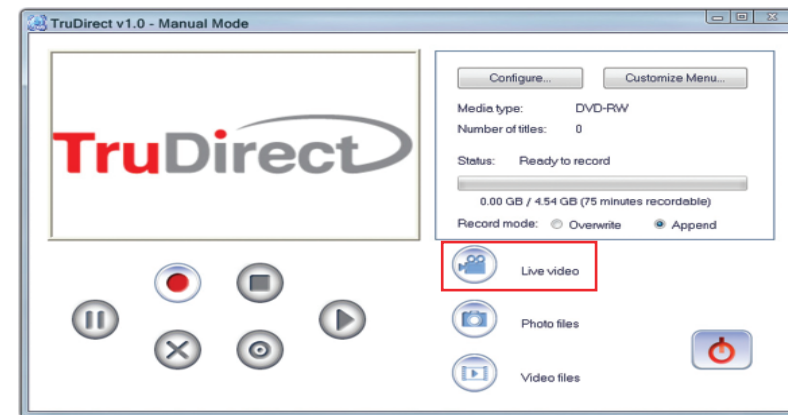 TruDirect v1.0 - Manual Mode
TruDirect
Configure... Customize Menu...
Media type: DVD-RW
Number of titles: 0
Status: Ready to record
0.00 GB / 4.54 GB (75 minutes recordable)
Record mode: Overwrite Append
Live video
Photo files
Video files